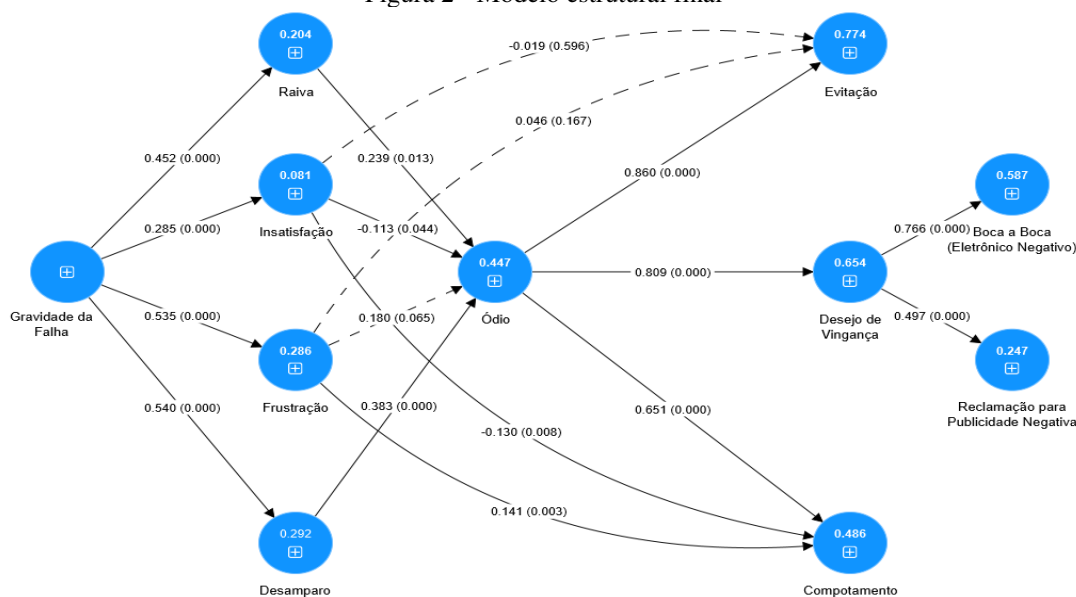 Figura 2 - Modelo estrutural final
0.204
Raiva
-0.019 (0.596)
0.774
Evitação
0.046 (0.167)
0.452 (0.000)
0.239 (0.013)
0.860 (0.000)
0.081
Insatisfação
0.285 (0.000)
-0.113 (0.044)
0.587
Boca a Boca
(Eletrônico Negativo)
0.766 (0.000)
Gravidade da
Falha
0.447
Ódio
0.809 (0.000)
0.654
Desejo de
Vingança
0.535 (0.000)
0.180 (0.065)
0.497 (0.000)
0.286
Frustração
0.247
Reclamação para
Publicidade Negativa
0.540 (0.000)
0.383 (0.000)
0.651 (0.000)
-0.130 (0.008)
0.141 (0.003)
0.292
Desamparo
0.486
Compotamento